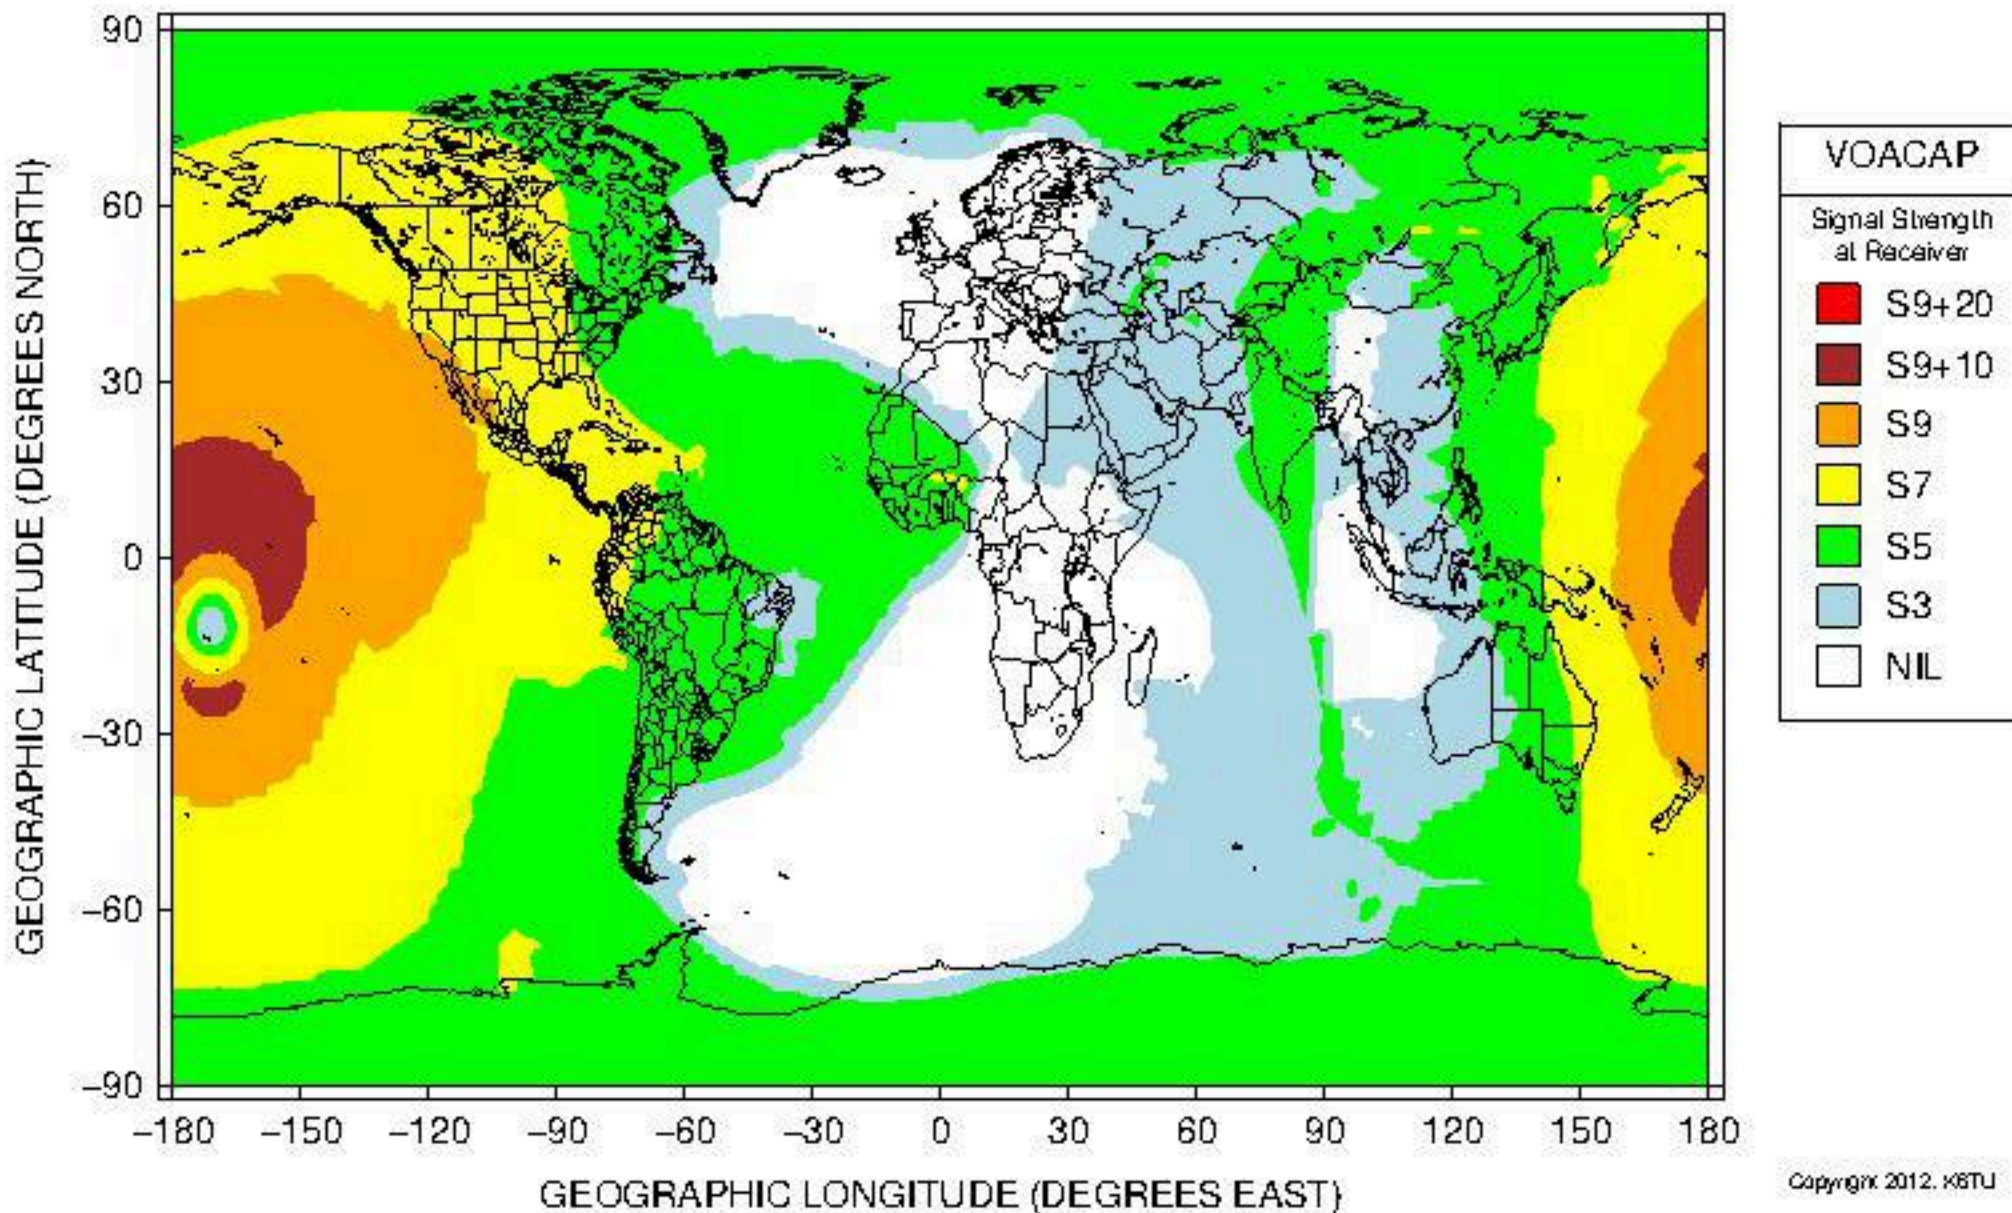 GEOGRAPHIC LATITUDE (DEGREES NORTH)
90
60
30
0
−30
−60
−90
−180 −150 −120 −90 −60 −30 0 30 60 90 120 150 180
GEOGRAPHIC LONGITUDE (DEGREES EAST)
VOACAP
Signal Strength
at Receiver
S9+20
S9+10
S9
S7
S5
S3
NIL
Copyright 2012, K6TU